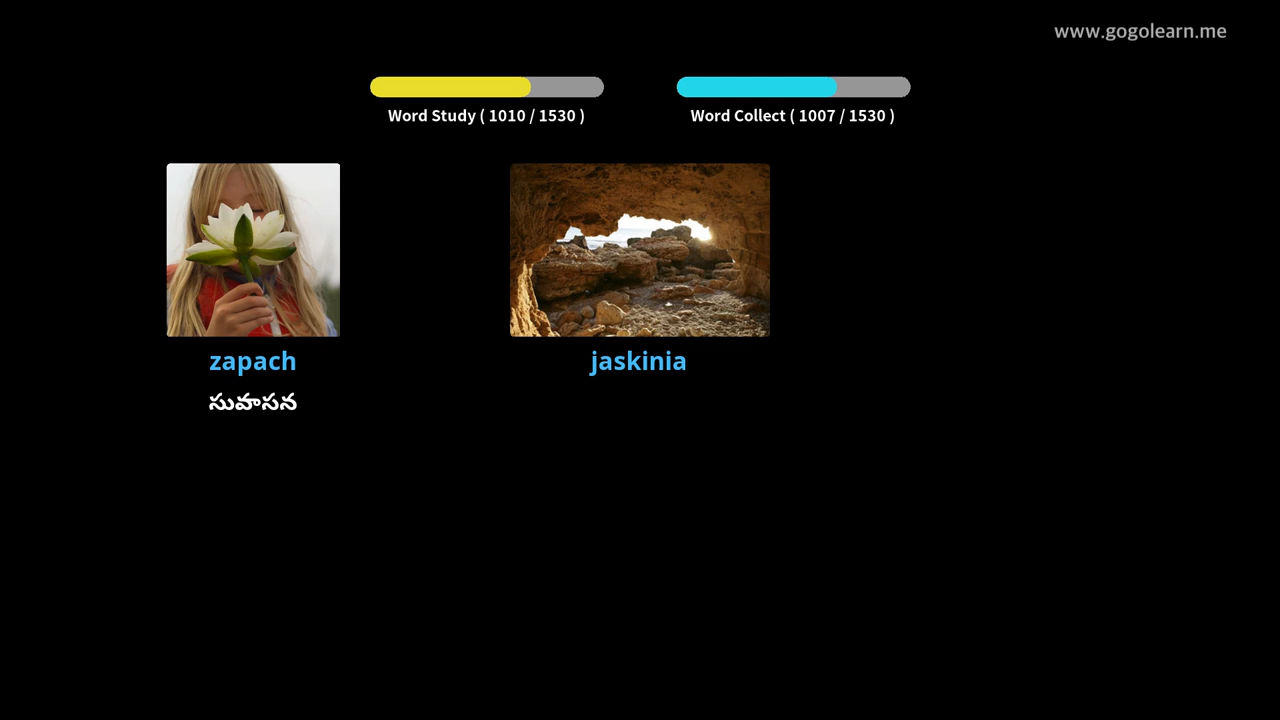 www.gogolearn.me
Word Study ( 1010 / 1530 )
Word Collect ( 1007 / 1530 )
zapach
jaskinia
సువాసన